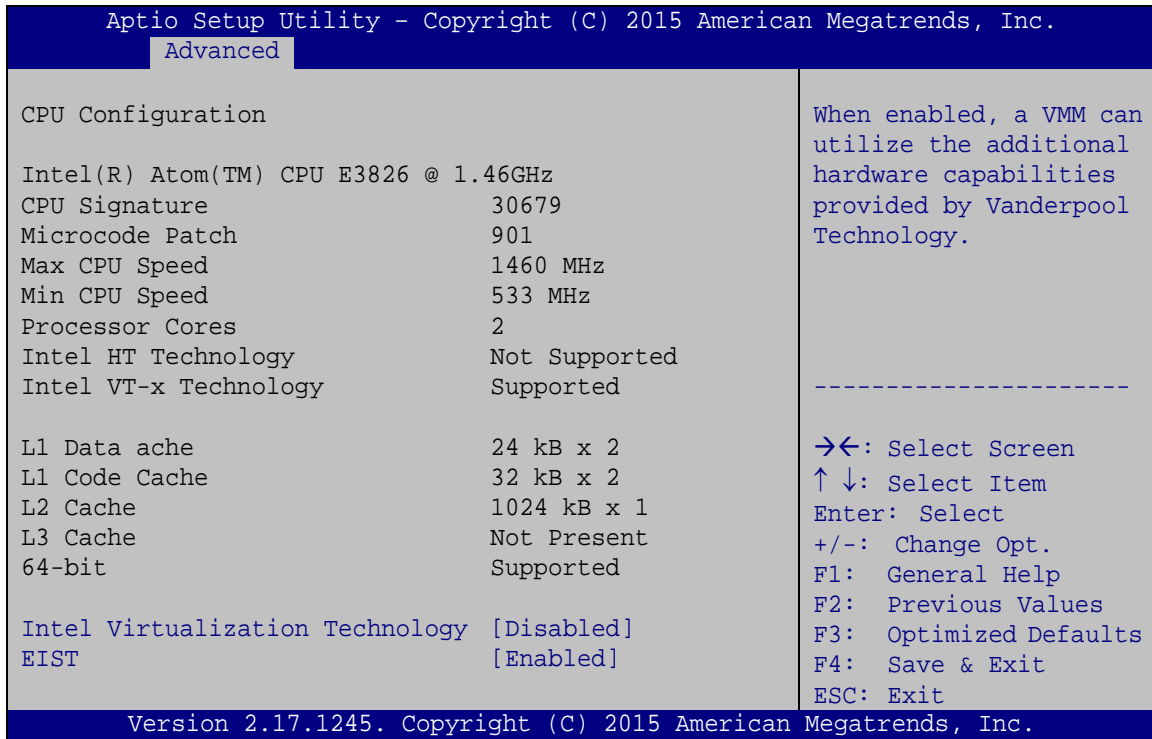 Aptio Setup Utility – Copyright (C) 2015 American Megatrends, Inc.
Advanced
CPU Configuration
Intel(R) Atom(TM) CPU E3826 @ 1.46GHz
CPU Signature 30679
Microcode Patch 901
Max CPU Speed 1460 MHz
Min CPU Speed 533 MHz
Processor Cores 2
Intel HT Technology Not Supported
Intel VT-x Technology Supported
L1 Data ache 24 kB x 2
L1 Code Cache 32 kB x 2
L2 Cache 1024 kB x 1
L3 Cache Not Present
64-bit Supported
Intel Virtualization Technology [Disabled]
EIST [Enabled]
When enabled, a VMM can
utilize the additional
hardware capabilities
provided by Vanderpool
Technology.
----------------------
→←: Select Screen
↑ ↓: Select Item
Enter: Select
+/-: Change Opt.
F1: General Help
F2: Previous Values
F3: Optimized Defaults
F4: Save & Exit
ESC: Exit
Version 2.17.1245. Copyright (C) 2015 American Megatrends, Inc.